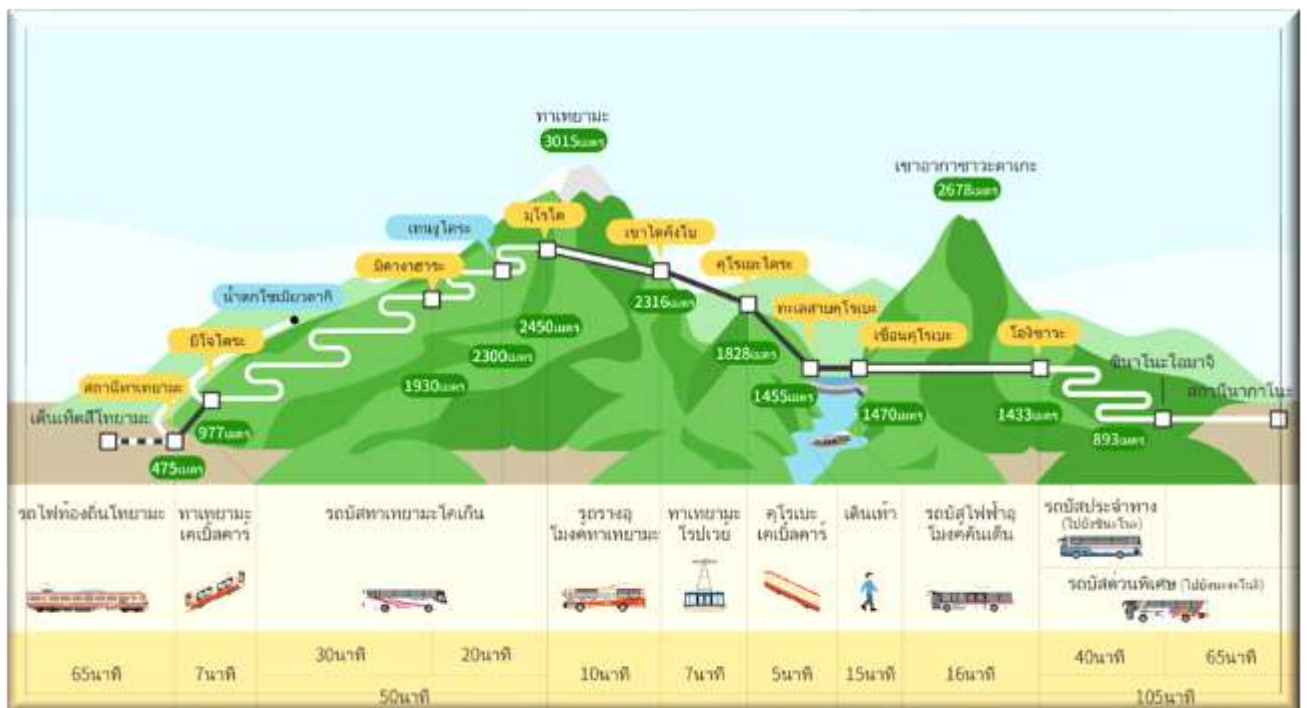 ทาเทยามะ
3015เมตร
เขาอากาซาวะดาเกะ
2678เมตร
มุโรโด
เทนงูไดระ
เขาไดคังโบ
มิดางาฮาระ
คุโรเบะไดระ
น้ำตกโชเมียวดากิ
2316เมตร
ทะเลสาบคุโรเบะ
2450เมตร
เขื่อนคุโรเบะ
โอกิซาวะ
บิโจไดระ
2300เมตร
1828เมตร
ชินาโนะโอมาจิ
สถานีทาเทยามะ
1930เมตร
1455เมตร
สถานีนากาโนะ
เด็นเท็ตสึโทยามะ
977เมตร
1470เมตร
1433เมตร
893เมตร
475เมตร
รถไฟท้องถิ่นโทยามะ
ทาเทยามะ
เคเบิ้ลคาร์
รถบัสทาเทยามะโคเก็น
รถรางอุ
โมงค์ทาเทยามะ
ทาเทยามะ
โรปเวย์
คุโรเบะ
เคเบิ้ลคาร์
เดินเท้า
รถบัสไฟฟ้าอุ
โมงค์คันเด็น
รถบัสประจำทาง
รถบัสด่วนพิเศษ
65นาที
7นาที
30นาที
20นาที
50นาที
10นาที
7นาที
5นาที
15นาที
16นาที
40นาที
65นาที
105นาที